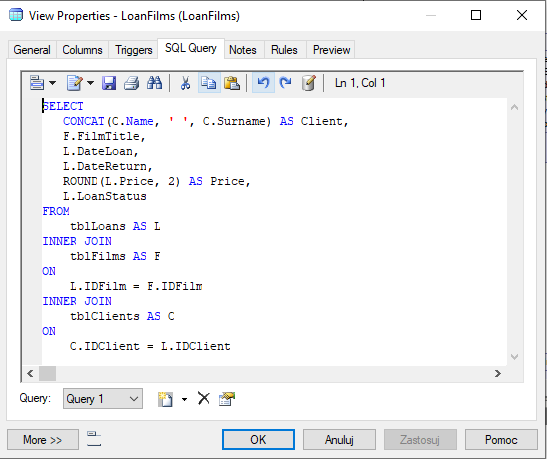 View Properties - LoanFilms (LoanFilms)
General Columns Triggers SQL Query Notes Rules Preview
Ln 1, Col 1
SELECT
CONCAT(C.Name, ' ', C.Surname) AS Client,
F.FilmTitle,
L.DateLoan,
L.DateReturn,
ROUND(L.Price, 2) AS Price,
L.LoanStatus
FROM
tblLoans AS L
INNER JOIN
tblFilms AS F
ON
L.IDFilm = F.IDFilm
INNER JOIN
tblClients AS C
ON
C.IDClient = L.IDClient
Query: Query 1
More >> OK Anuluj Zastosuj Pomoc